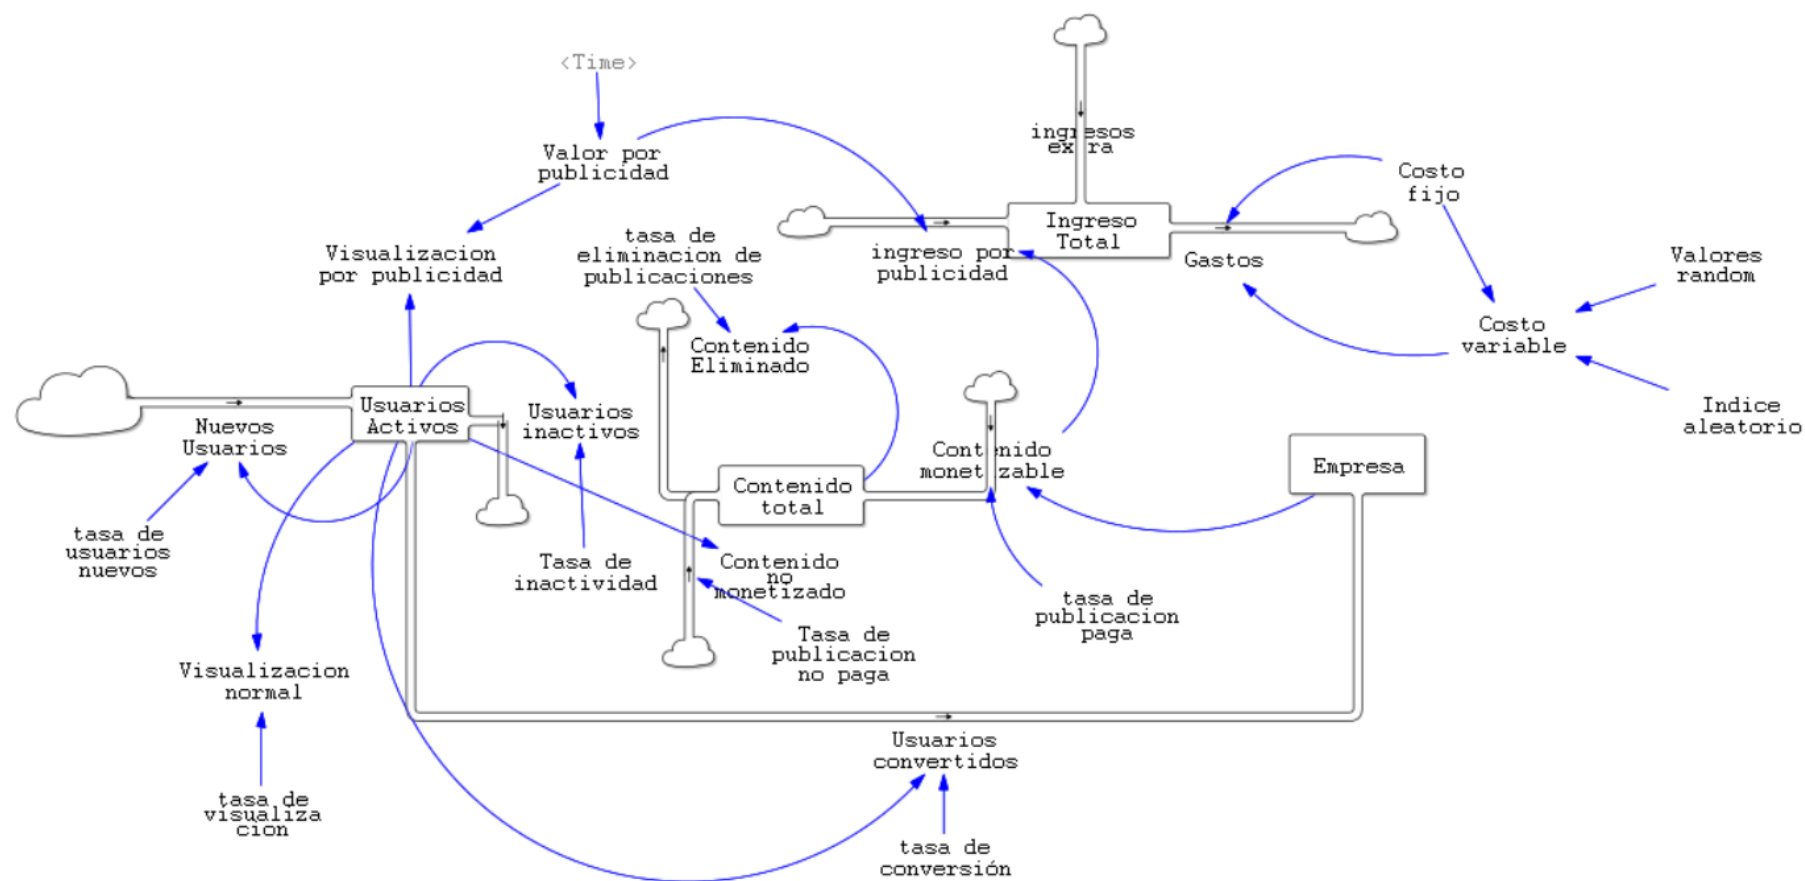 <Time>
Valor por
publicidad
ingresos
extra
Costo
fijo
Ingreso
Total
Visualizacion
por publicidad
tasa de
eliminacion de
publicaciones
ingreso por
publicidad
Gastos
Valores
random
Contenido
Eliminado
Costo
variable
Usuarios
Activos
Usuarios
inactivos
Nuevos
Usuarios
Indice
aleatorio
Contenido
monetizable
Contenido
total
Empresa
tasa de
usuarios
nuevos
Tasa de
inactividad
Contenido
no
monetizado
tasa de
publicacion
paga
Tasa de
publicacion
no paga
Visualizacion
normal
Usuarios
convertidos
tasa de
visualiza
cion
tasa de
conversión